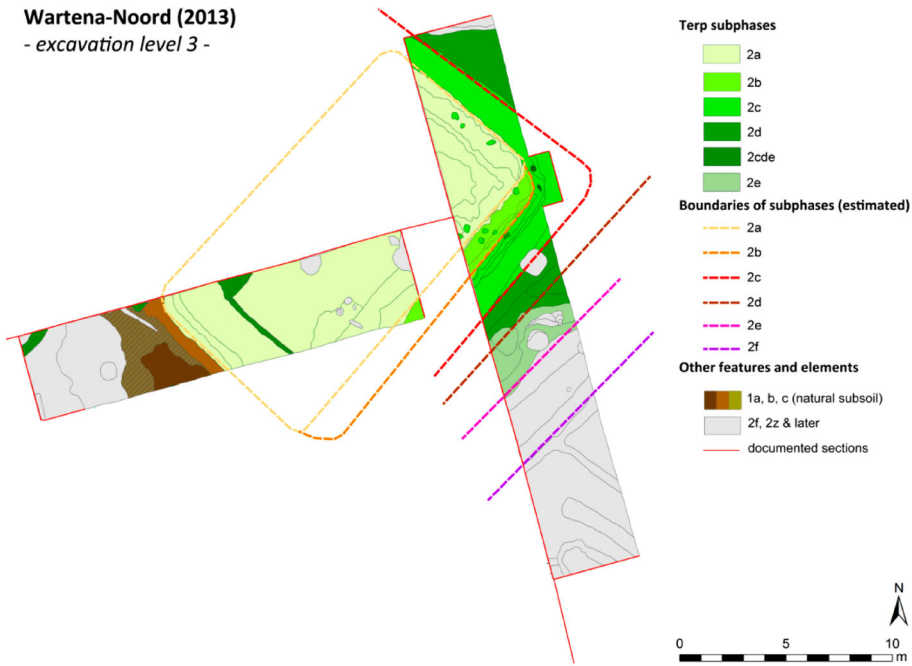 Wartena-Noord (2013)
- excavation level 3 -
Terp subphases
2a
2b
2c
2d
2cde
2e
Boundaries of subphases (estimated)
2a
2b
2c
2d
2e
2f
Other features and elements
1a, b, c (natural subsoil)
2f, 2z & later
documented sections
N
0 5 10
m